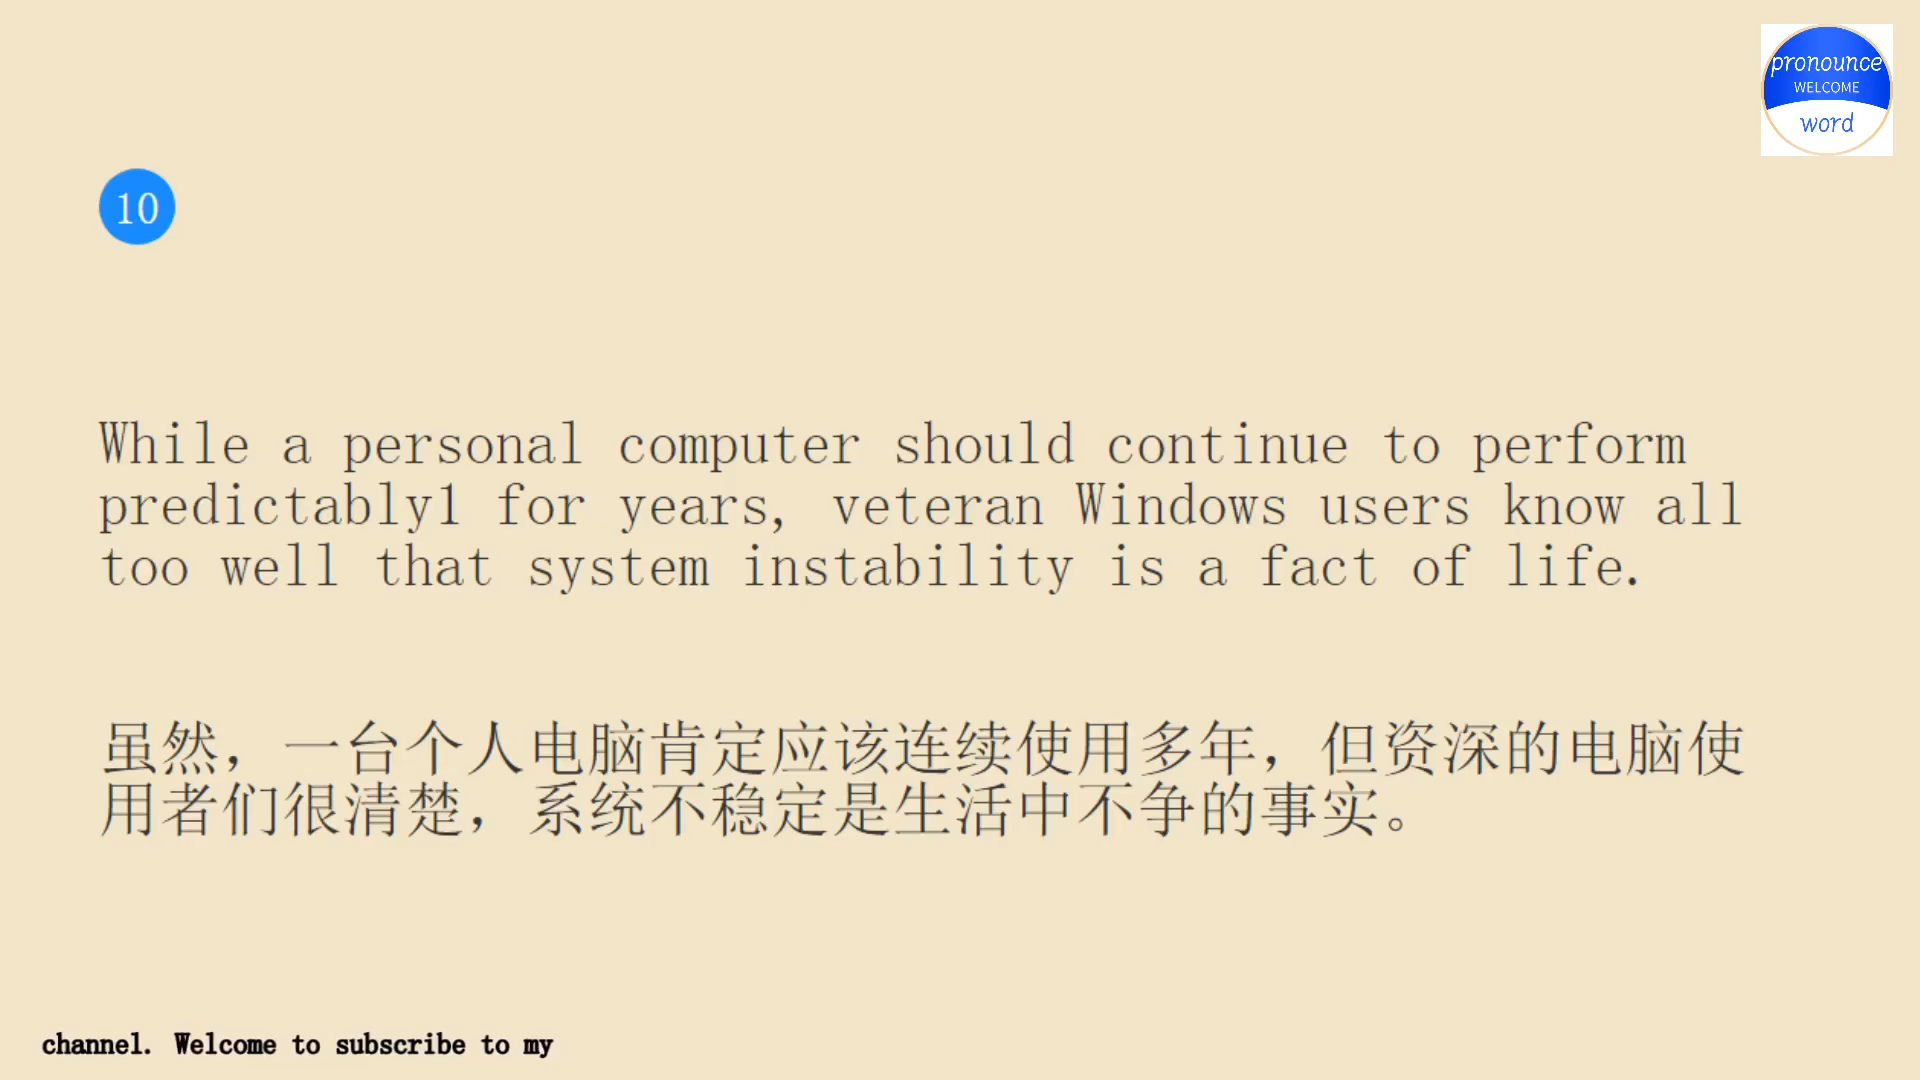 pronounce
WELCOME
word
10
While a personal computer should continue to perform
predictably1 for years, veteran Windows users know all
too well that system instability is a fact of life.
虽然，一台个人电脑肯定应该连续使用多年，但资深的电脑使
用者们很清楚，系统不稳定是生活中不争的事实。
channel. Welcome to subscribe to my